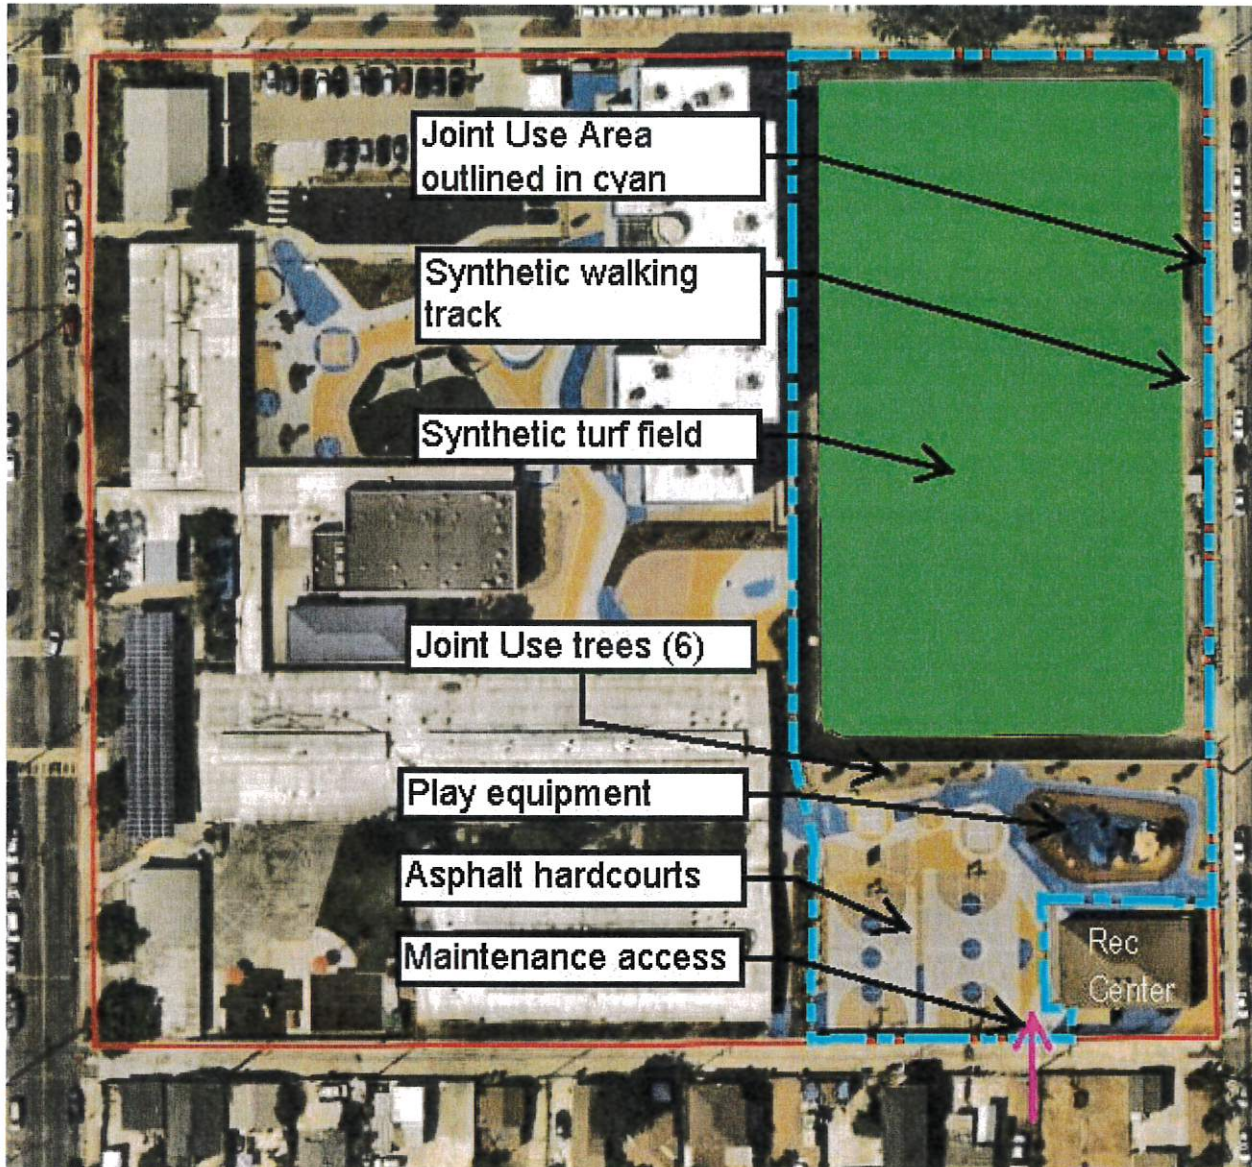 Joint Use Area
outlined in cyan
Synthetic walking
track
Synthetic turf field
Joint Use trees (6)
Play equipment
Asphalt hardcourts
Maintenance access
Rec
Center